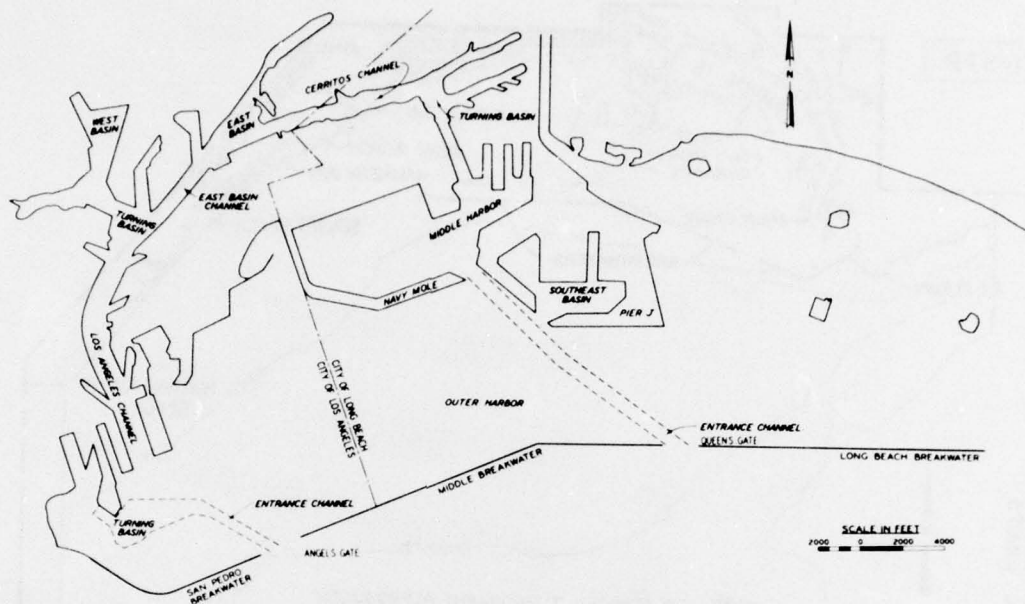 CERRITOS CHANNEL
N
WEST
BASIN
EAST
BASIN
TURNING BASIN
EAST BASIN
CHANNEL
TURNING
BASIN
MIDDLE HARBOR
NAVY MOLE
SOUTHEAST
BASIN
PIER J
LOS ANGELES CHANNEL
CITY OF LONG BEACH
CITY OF LOS ANGELES
OUTER HARBOR
ENTRANCE CHANNEL
QUEENS GATE
LONG BEACH BREAKWATER
MIDDLE BREAKWATER
ENTRANCE CHANNEL
TURNING
BASIN
ANGELS GATE
SAN PEDRO
BREAKWATER
SCALE IN FEET
2000 0 2000 4000